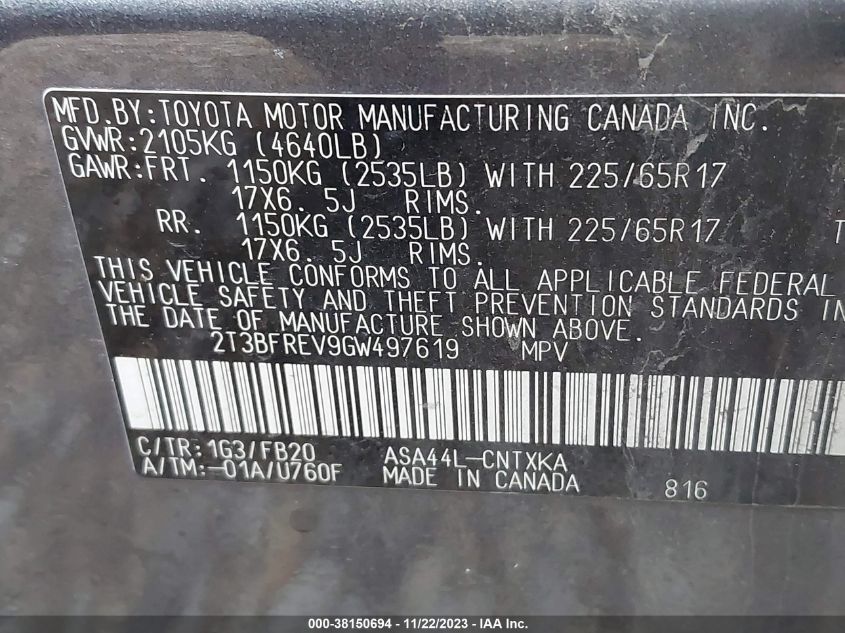 MFD.BY:TOYOTA MOTOR MANUFACTURING CANADA INC.
GVWR:2105KG (4640LB)
GAWR:FRT. 1150KG (2535LB) WITH 225/65R17
17X6. 5J RIMS.
RR. 1150KG (2535LB) WITH 225/65R17 T
17X6. 5J RIMS.
THIS VEHICLE CONFORMS TO ALL APPLICABLE FEDERAL
VEHICLE SAFETY AND THEFT PREVENTION STANDARDS IN
THE DATE OF MANUFACTURE SHOWN ABOVE.
2T3BFREV9GW497619 MPV
C/TR:1G3/FB20 ASA44L-CNTXKA
A/TM:-01A/U760F MADE IN CANADA 816
000-38150694 - 11/22/2023 - IAA Inc.